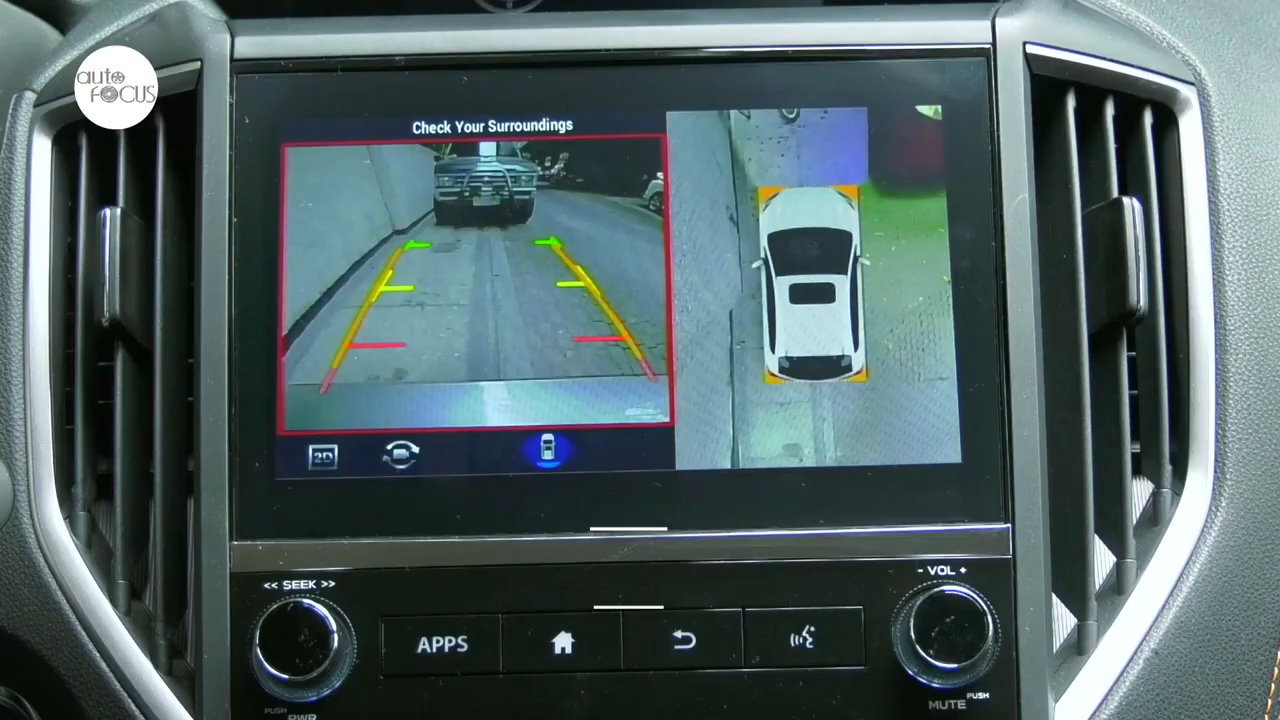 auto
FOCUS
Check Your Surroundings
2D
<< SEEK >>
- VOL +
APPS
PUSH
PWR
PUSH
MUTE